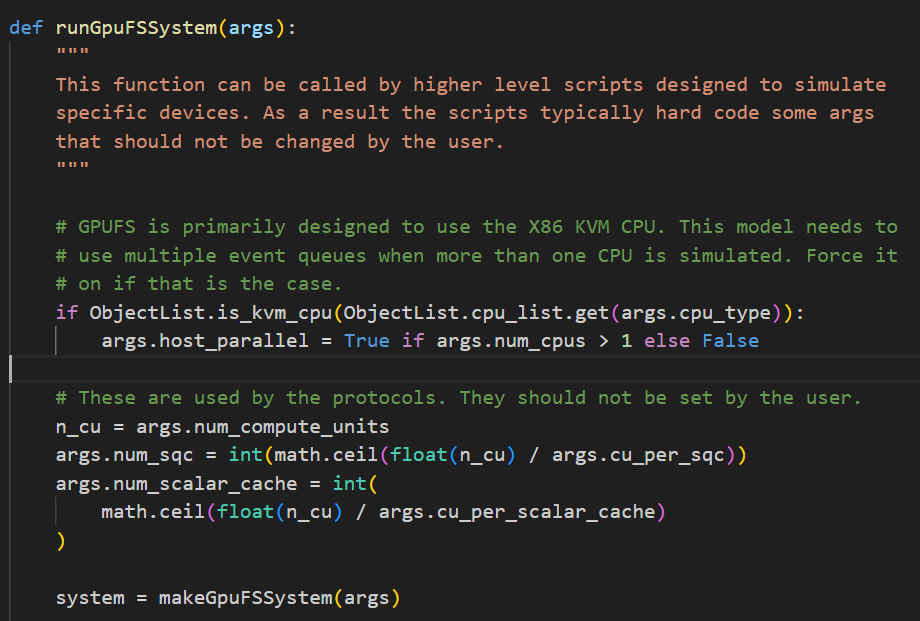 def runGpuFSSystem(args):
    """
    This function can be called by higher level scripts designed to simulate
    specific devices. As a result the scripts typically hard code some args
    that should not be changed by the user.
    """

    # GPUFS is primarily designed to use the X86 KVM CPU. This model needs to
    # use multiple event queues when more than one CPU is simulated. Force it
    # on if that is the case.
    if ObjectList.is_kvm_cpu(ObjectList.cpu_list.get(args.cpu_type)):
        args.host_parallel = True if args.num_cpus > 1 else False

    # These are used by the protocols. They should not be set by the user.
    n_cu = args.num_compute_units
    args.num_sqc = int(math.ceil(float(n_cu) / args.cu_per_sqc))
    args.num_scalar_cache = int(
        math.ceil(float(n_cu) / args.cu_per_scalar_cache)
    )

    system = makeGpuFSSystem(args)